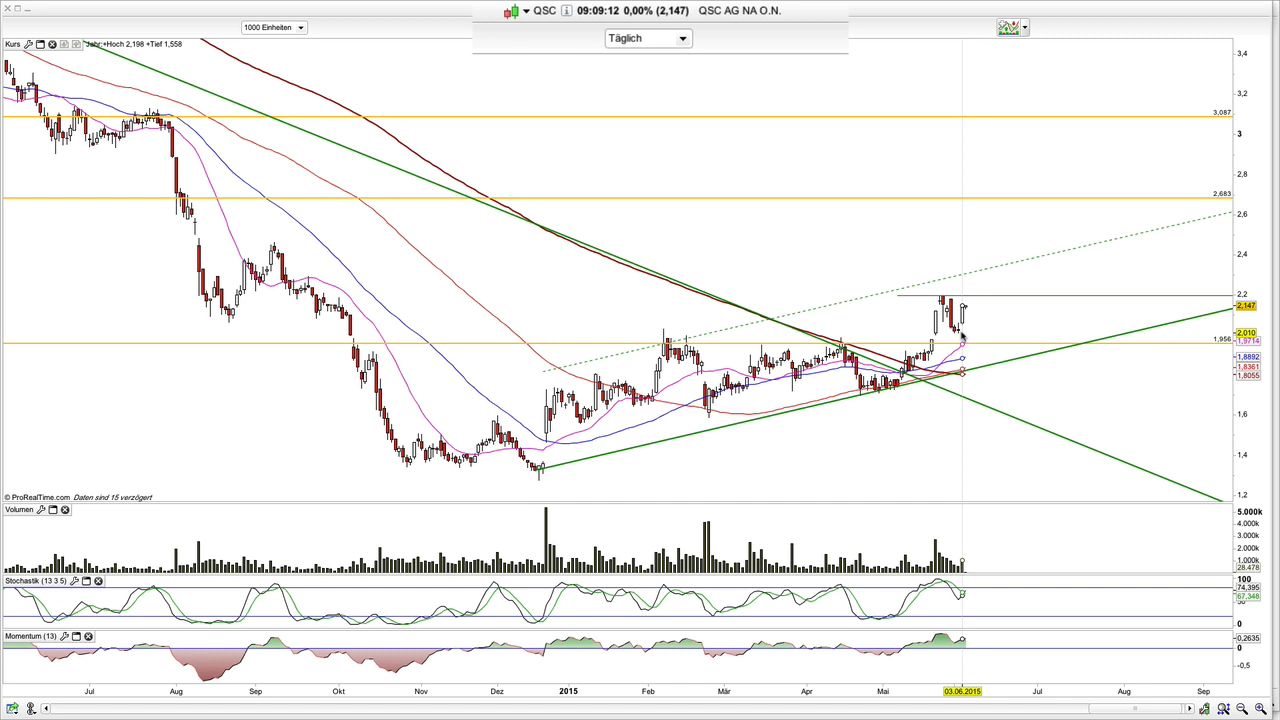 QSC 09:09:12 0,00% (2,147) QSC AG NA O.N.
1000 Einheiten
Täglich
Kurs
+Hoch 2,198 +Tief 1,558
3,4
3,2
3,087
3
2,8
2,683
2,6
2,4
2,2
2,147
2,010
1,956
1,9714
1,8892
1,8361
1,8055
1,6
1,4
1,2
© ProRealTime.com Daten sind 15 verzögert
Volumen
5.000k
4.000k
3.000k
2.000k
28.478
Stochastik (13 3 5)
100
74,395
67,348
0
Momentum (13)
0,2635
0
-0,5
Jul Aug Sep Okt Nov Dez 2015 Feb Mär Apr Mai 03.06.2015 Jul Aug Sep